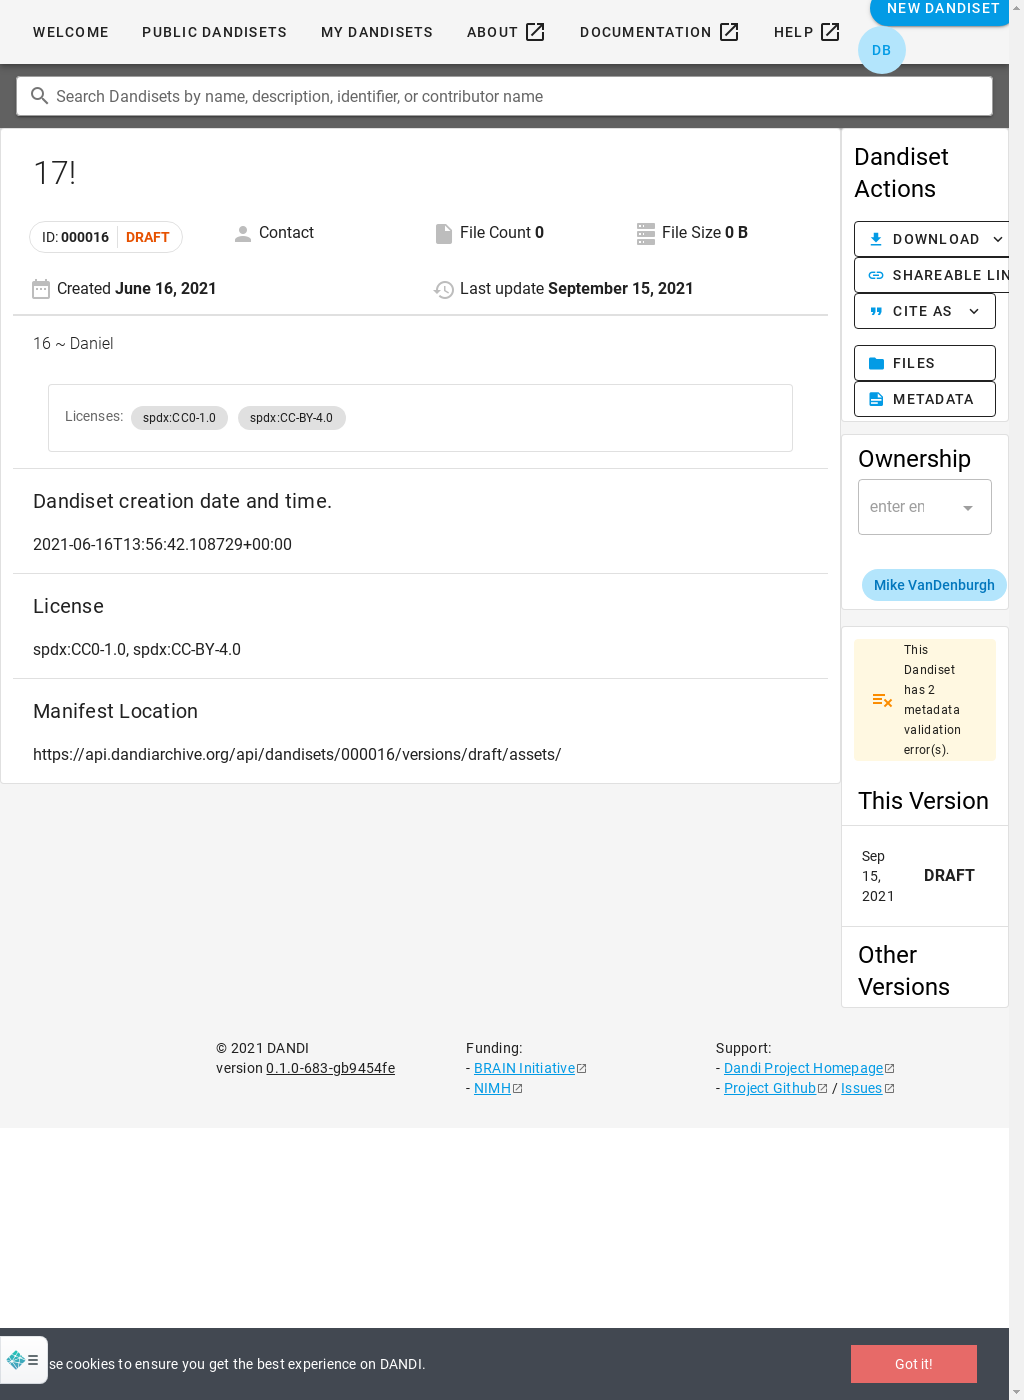 WELCOME PUBLIC DANDISETS MY DANDISETS ABOUT DOCUMENTATION HELP NEW DANDISET
DB
Search Dandisets by name, description, identifier, or contributor name
17!
ID: 000016 DRAFT
Contact
File Count 0
File Size 0 B
Created June 16, 2021
Last update September 15, 2021
16 ~ Daniel
Licenses: spdx:CC0-1.0 spdx:CC-BY-4.0
Dandiset creation date and time.
2021-06-16T13:56:42.108729+00:00
License
spdx:CC0-1.0, spdx:CC-BY-4.0
Manifest Location
https://api.dandiarchive.org/api/dandisets/000016/versions/draft/assets/
Dandiset
Actions
DOWNLOAD
SHAREABLE LIN
CITE AS
FILES
METADATA
Ownership
enter en
Mike VanDenburgh
This
Dandiset
has 2
metadata
validation
error(s).
This Version
Sep
15,
2021
DRAFT
Other
Versions
© 2021 DANDI
version 0.1.0-683-gb9454fe
Funding:
- BRAIN Initiative
- NIMH
Support:
- Dandi Project Homepage
- Project Github / Issues
se cookies to ensure you get the best experience on DANDI.
Got it!